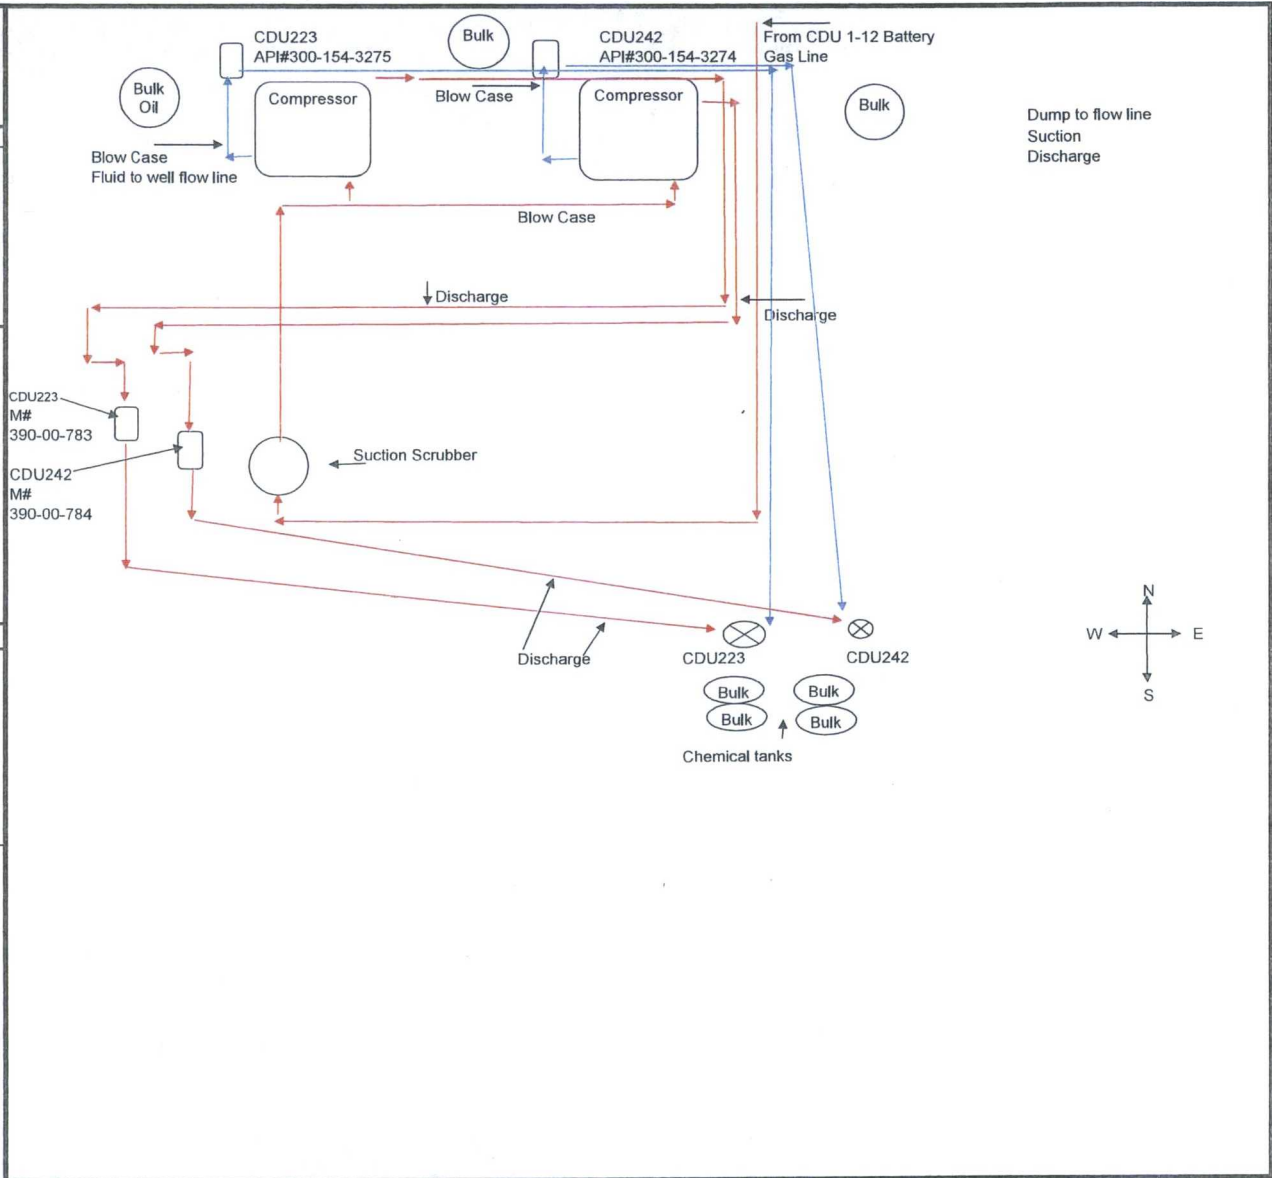 CDU223
API#300-154-3275
Bulk
CDU242
API#300-154-3274
From CDU 1-12 Battery
Gas Line
Bulk
Oil
Compressor
Blow Case
Compressor
Bulk
Dump to flow line
Suction
Discharge
Blow Case
Fluid to well flow line
Blow Case
Discharge
Discharge
CDU223
M#
390-00-783
CDU242
M#
390-00-784
Suction Scrubber
N
W
E
S
Discharge
CDU223
CDU242
Bulk
Bulk
Bulk
Bulk
Chemical tanks